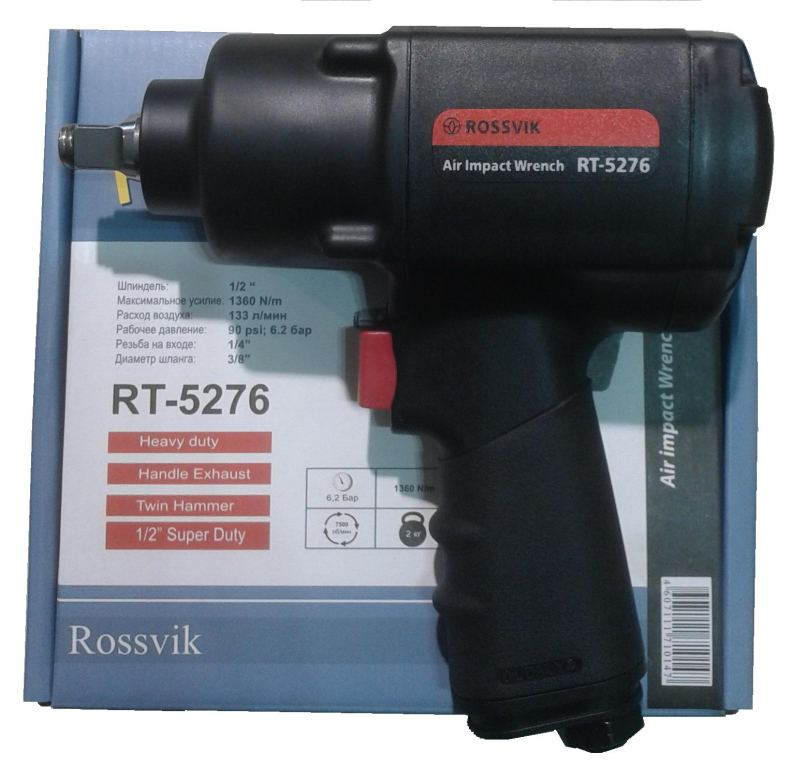 ROSSVIK
Air Impact Wrench RT-5276
Шпиндель: 1/2 "
Максимальное усилие: 1360 N/m
Расход воздуха: 133 л/мин
Рабочее давление: 90 psi; 6.2 бар
Резьба на входе: 1/4"
Диаметр шланга: 3/8"
RT-5276
Heavy duty
Handle Exhaust
Twin Hammer
1/2" Super Duty
6,2 Бар
1360 N/m
7500
об/мин
2 кг
Rossvik
Air impact Wrenc